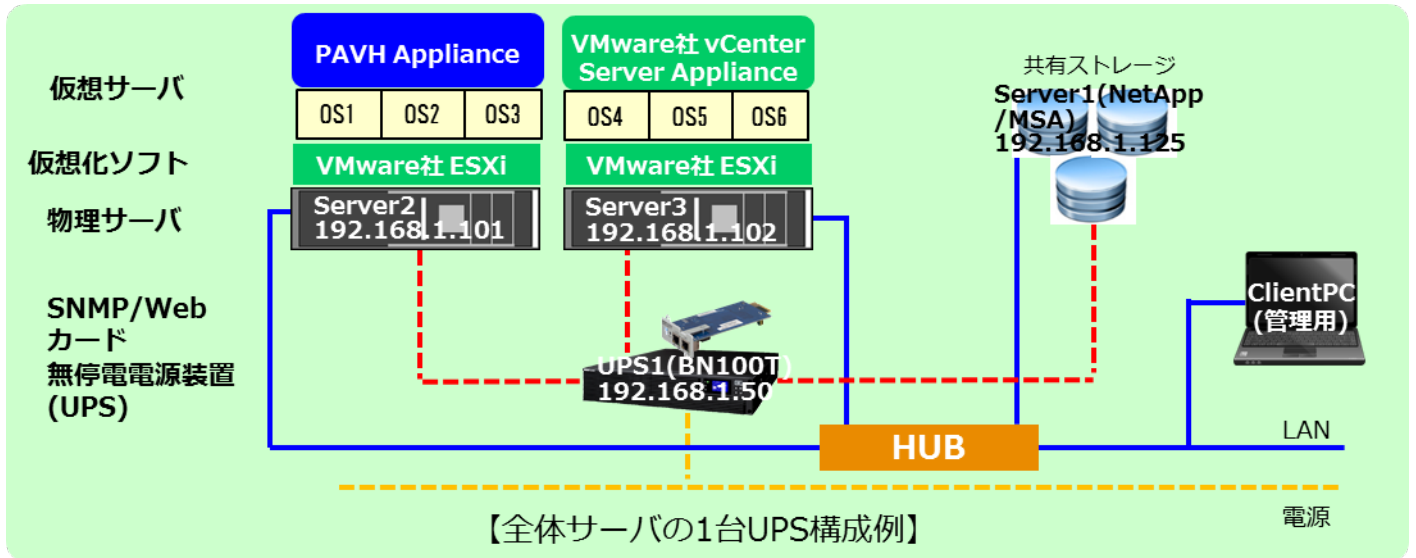 PAVH Appliance
VMware社 vCenter
Server Appliance
共有ストレージ
Server1(NetApp
/MSA)
192.168.1.125
仮想サーバ
OS1 OS2 OS3
OS4 OS5 OS6
仮想化ソフト
VMware社 ESXi
VMware社 ESXi
物理サーバ
Server2
192.168.1.101
Server3
192.168.1.102
SNMP/Web
カード
無停電電源装置
(UPS)
UPS1(BN100T)
192.168.1.50
ClientPC
(管理用)
HUB
LAN
電源
【全体サーバの1台UPS構成例】